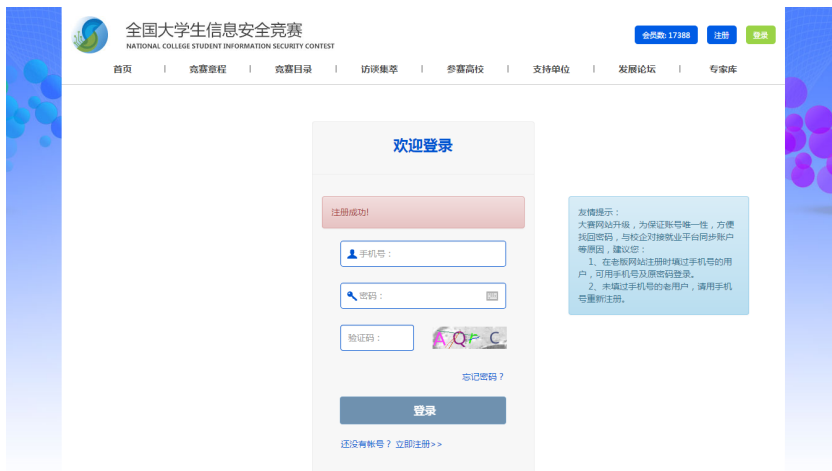 全国大学生信息安全竞赛
NATIONAL COLLEGE STUDENT INFORMATION SECURITY CONTEST
会员数: 17388
注册
登录
首页 | 竞赛章程 | 竞赛目录 | 访谈集萃 | 参赛高校 | 支持单位 | 发展论坛 | 专家库
欢迎登录
注册成功!
手机号：
密码：
验证码：
AQPC
忘记密码？
登录
还没有帐号？ 立即注册>>
友情提示：
大赛网站升级，为保证账号唯一性，方便
找回密码，与校企对接就业平台同步账户
等原因，建议您：
1、在老版网站注册时填过手机号的用
户，可用手机号及原密码登录。
2、未填过手机号的老用户，请用手机
号重新注册。